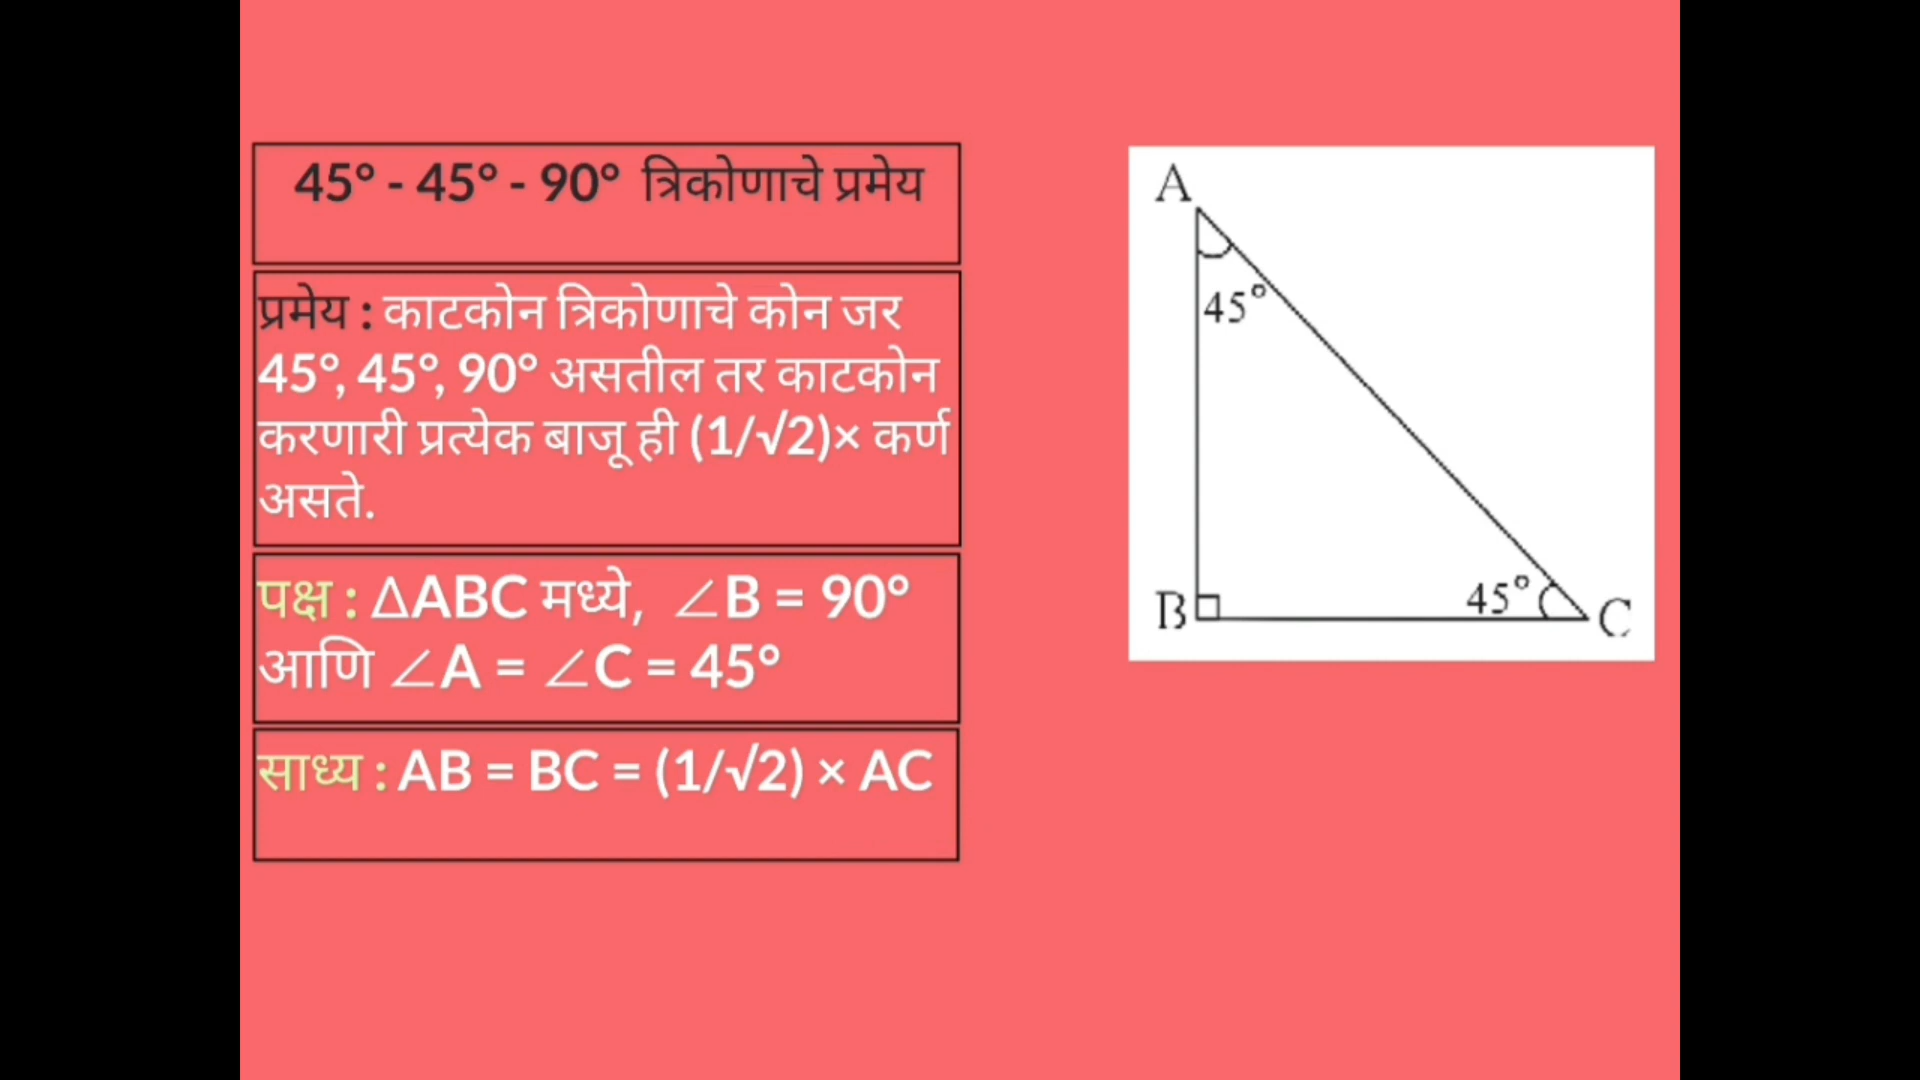 45° - 45° - 90° त्रिकोणाचे प्रमेय
प्रमेय : काटकोन त्रिकोणाचे कोन जर
45°, 45°, 90° असतील तर काटकोन
करणारी प्रत्येक बाजू ही (1/√2)× कर्ण
असते.
पक्ष : △ABC मध्ये, ∠B = 90°
आणि ∠A = ∠C = 45°
साध्य : AB = BC = (1/√2) × AC
A
45°
B
45°
C